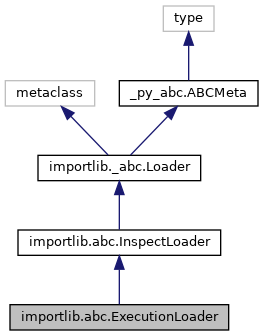 type
metaclass
_py_abc.ABCMeta
importlib._abc.Loader
importlib.abc.InspectLoader
importlib.abc.ExecutionLoader